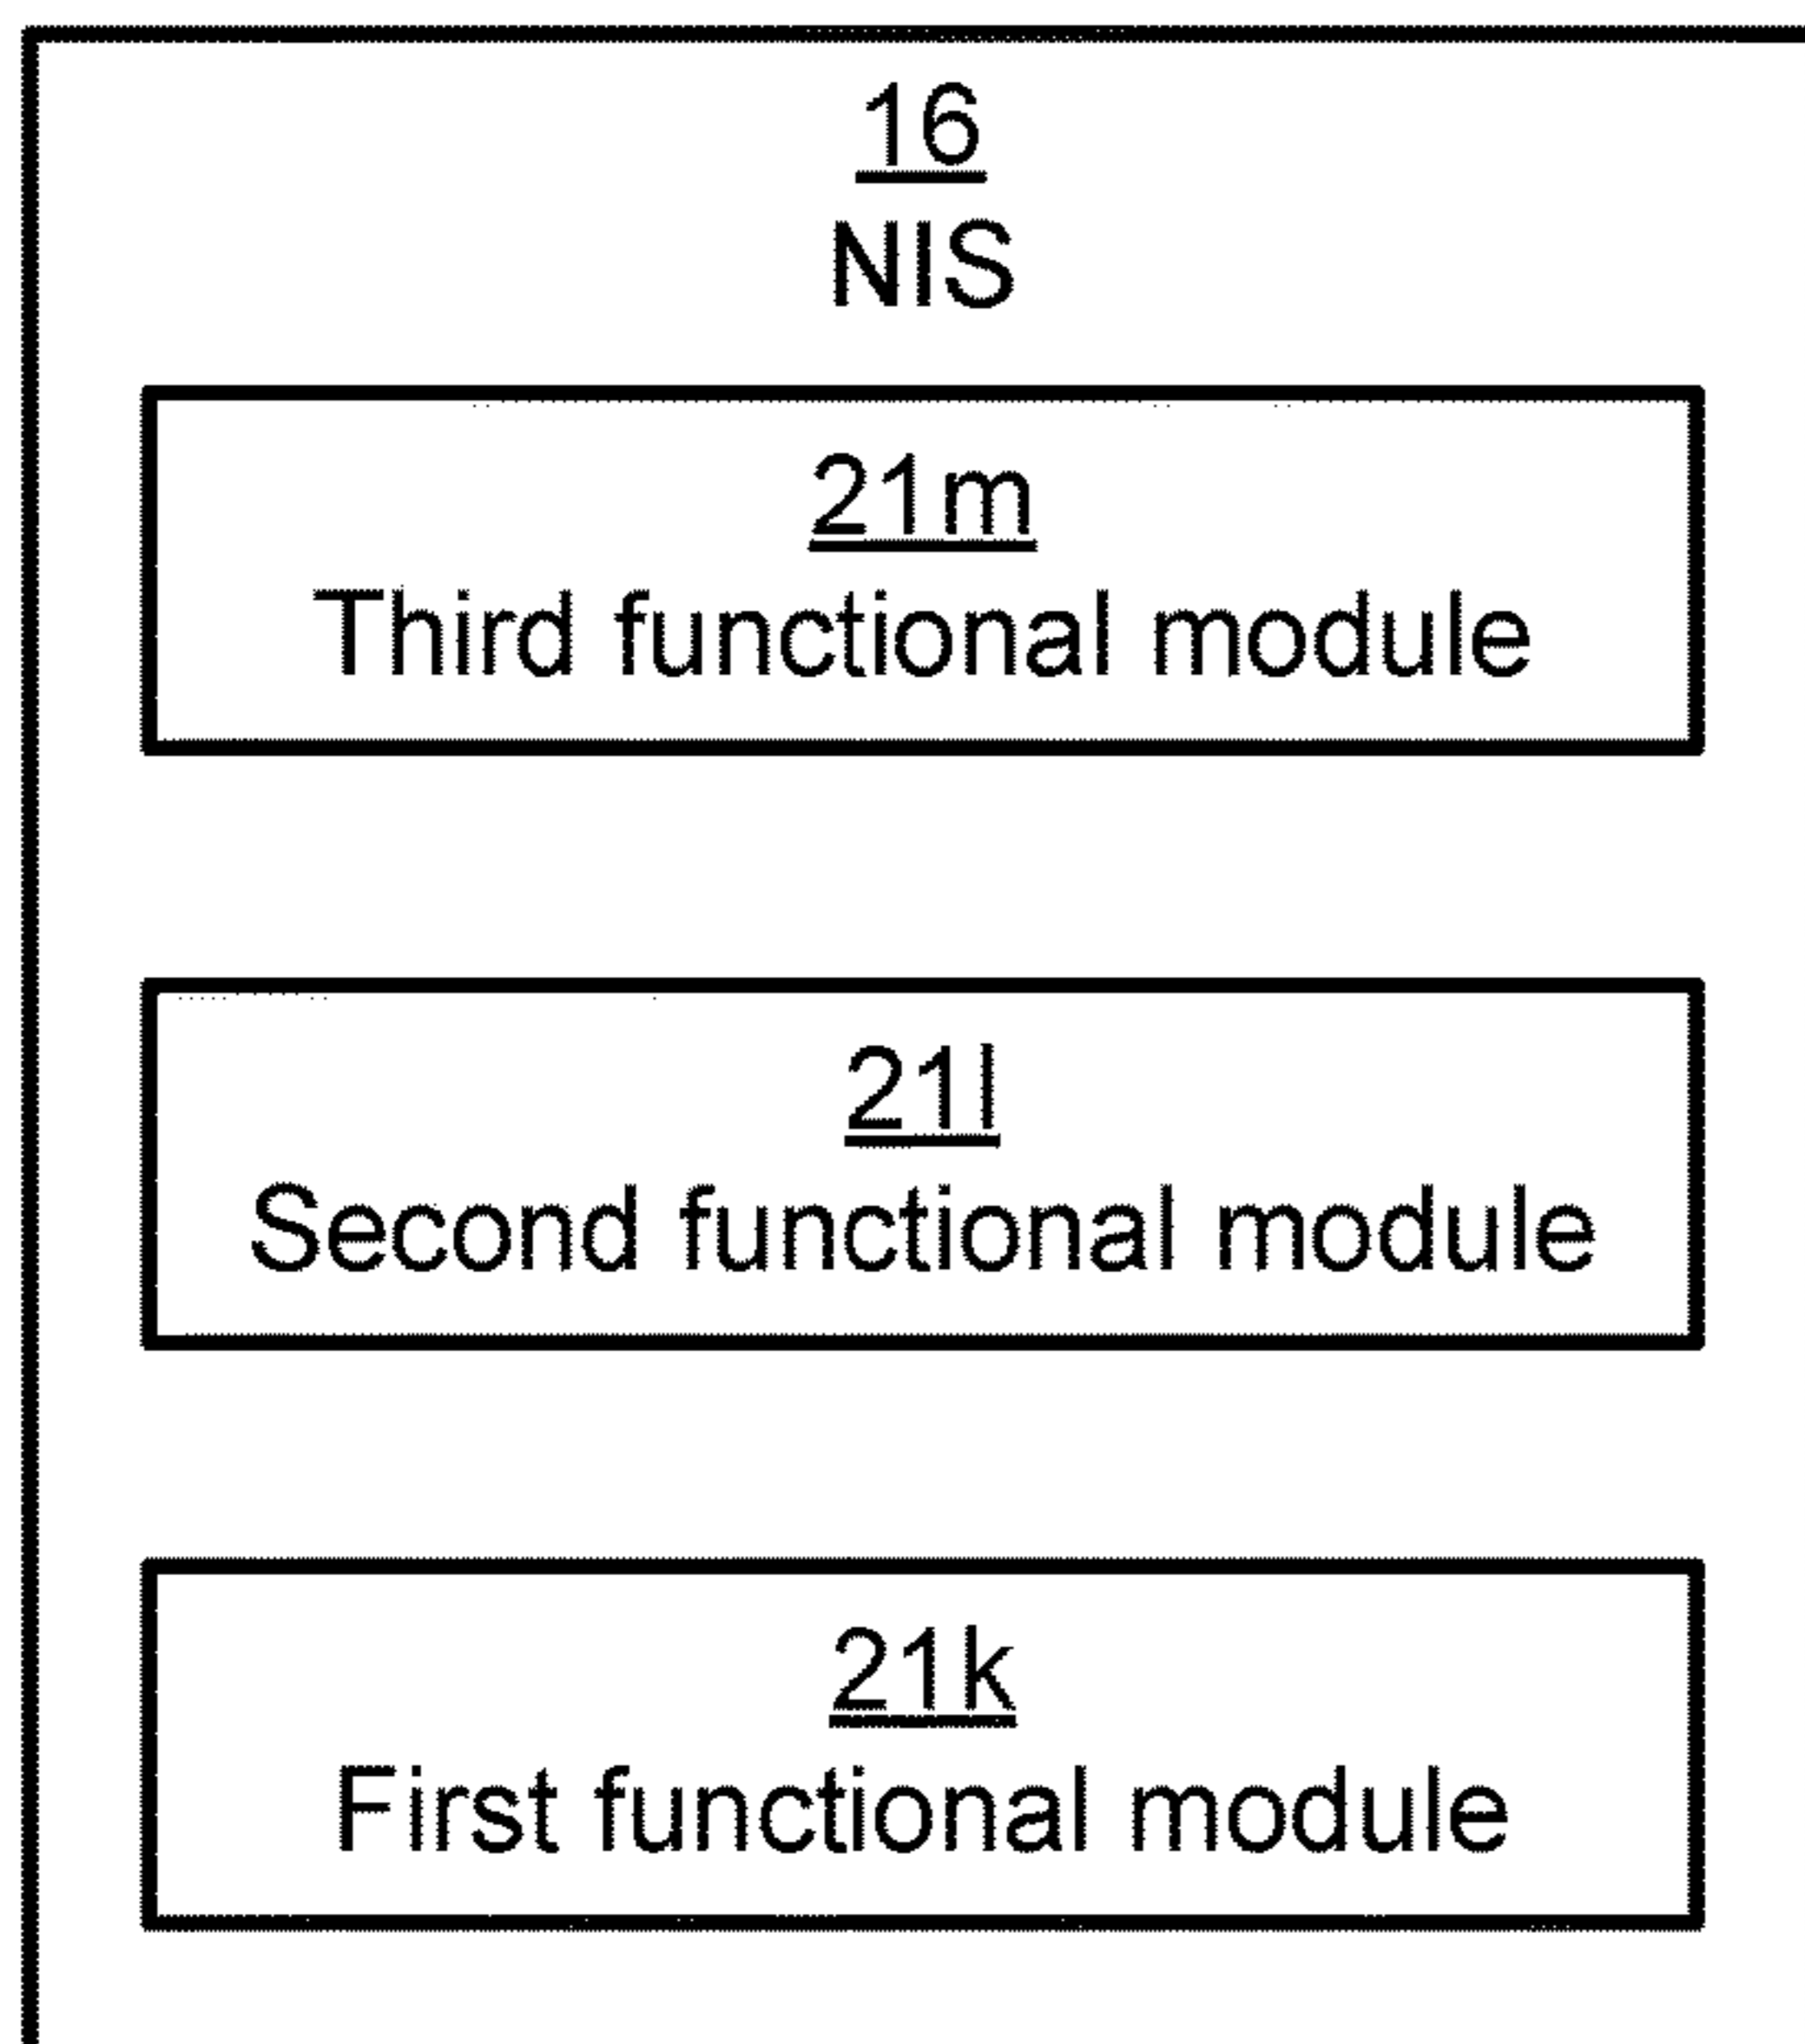 16
NIS
21m
Third functional module
21l
Second functional module
21k
First functional module